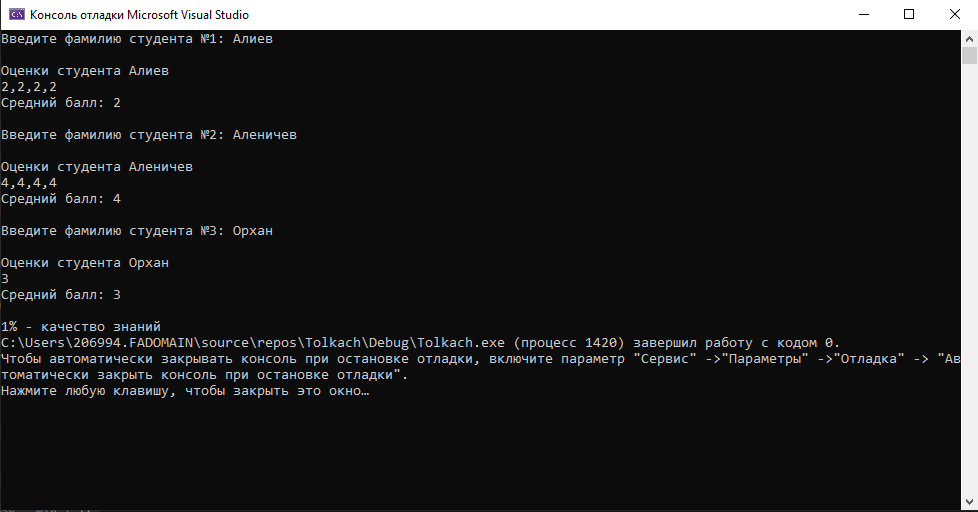 Консоль отладки Microsoft Visual Studio
Введите фамилию студента №1: Алиев
Оценки студента Алиев
2,2,2,2
Средний балл: 2
Введите фамилию студента №2: Аленичев
Оценки студента Аленичев
4,4,4,4
Средний балл: 4
Введите фамилию студента №3: Орхан
Оценки студента Орхан
3
Средний балл: 3
1% - качество знаний
C:\Users\206994.FADOMAIN\source\repos\Tolkach\Debug\Tolkach.exe (процесс 1420) завершил работу с кодом 0.
Чтобы автоматически закрывать консоль при остановке отладки, включите параметр "Сервис" ->"Параметры" ->"Отладка" -> "Ав
томатически закрыть консоль при остановке отладки".
Нажмите любую клавишу, чтобы закрыть это окно…